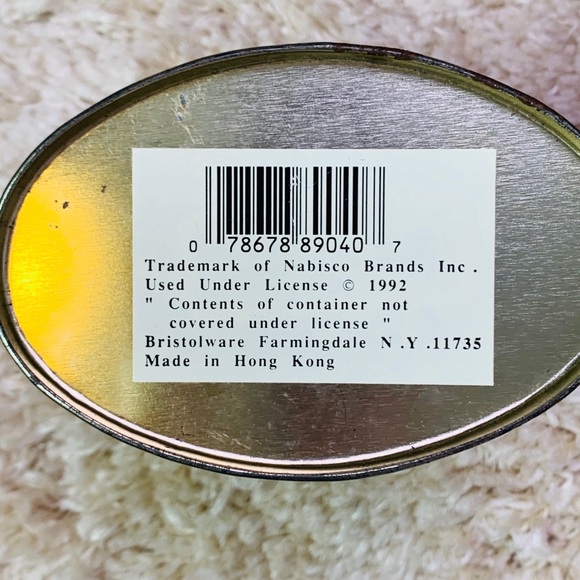 0 78678 89040 7
Trademark of Nabisco Brands Inc.
Used Under License © 1992
" Contents of container not
covered under license "
Bristolware Farmingdale N .Y .11735
Made in Hong Kong